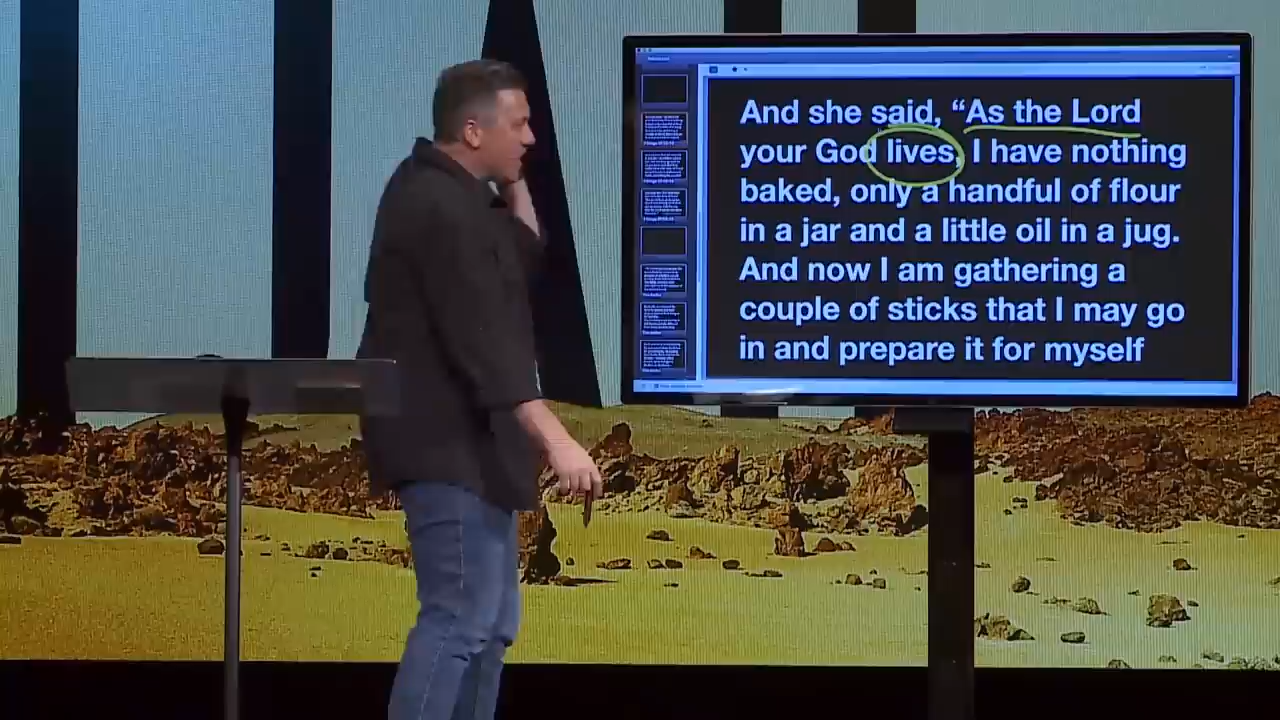 And she said, “As the Lord
your God lives, I have nothing
baked, only a handful of flour
in a jar and a little oil in a jug.
And now I am gathering a
couple of sticks that I may go
in and prepare it for myself